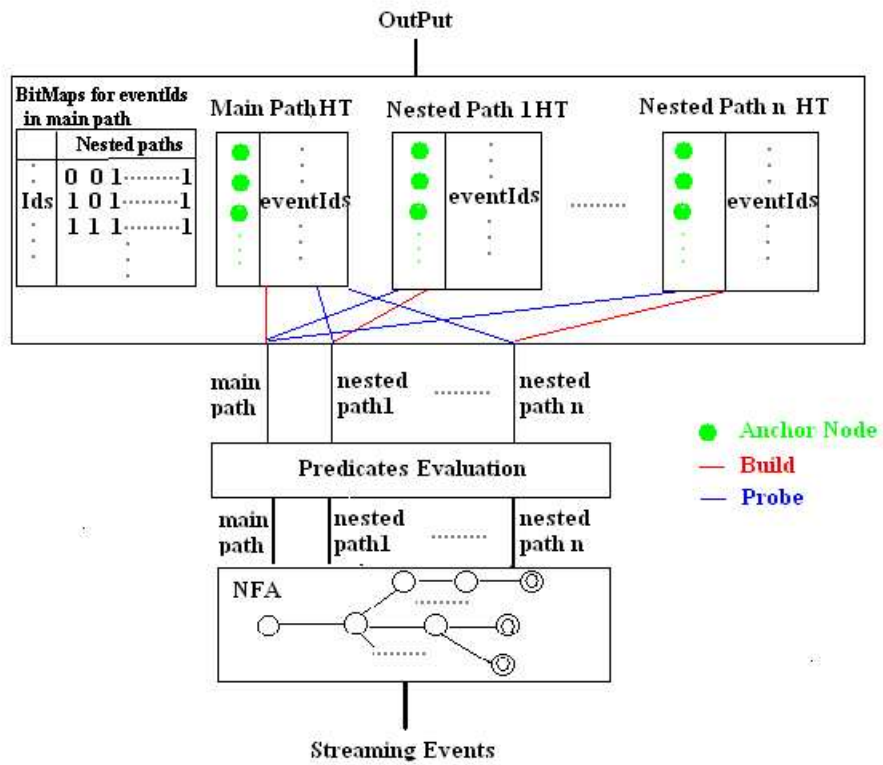 OutPut
BitMaps for eventIds
in main path
Nested paths
Ids
0 0 1.........1
1 0 1.........1
1 1 1.........1
Main Path HT
eventIds
Nested Path 1 HT
eventIds
.........
Nested Path n HT
eventIds
main
path
nested
path1
.........
nested
path n
Predicates Evaluation
main
path
nested
path1
.........
nested
path n
NFA
Streaming Events
Anchor Node
Build
Probe